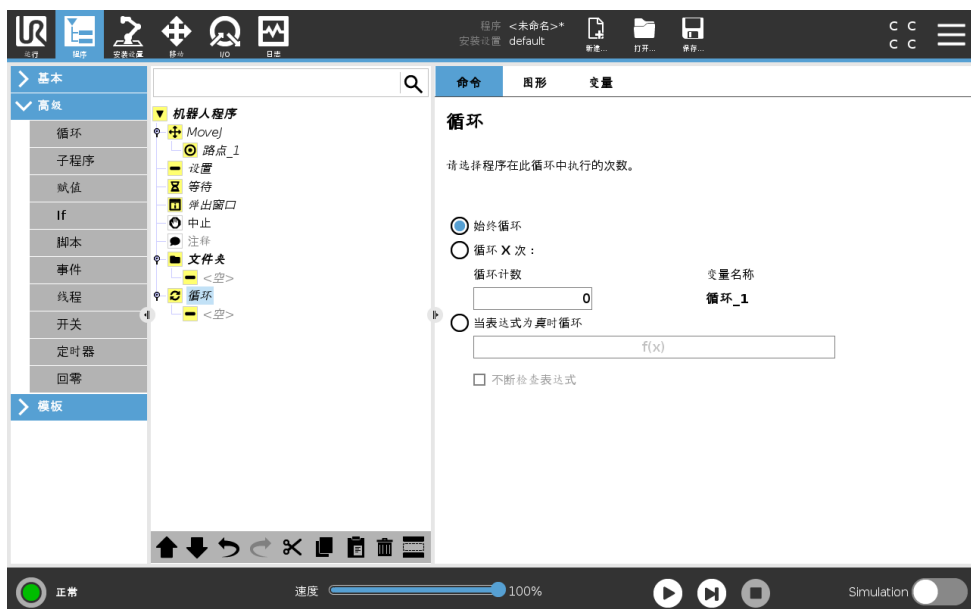 UR
运行
程序
安装设置
移动
I/O
日志
程序 <未命名>*
安装设置 default
新建...
打开...
保存...
C C
C C
基本
高级
循环
子程序
赋值
If
脚本
事件
线程
开关
定时器
回零
模板
机器人程序
MoveJ
路点_1
设置
等待
弹出窗口
中止
注释
文件夹
<空>
循环
<空>
命令
图形
变量
循环
请选择程序在此循环中执行的次数。
始终循环
循环 X 次：
循环计数
变量名称
0
循环_1
当表达式为真时循环
f(x)
不断检查表达式
正常
速度
100%
Simulation